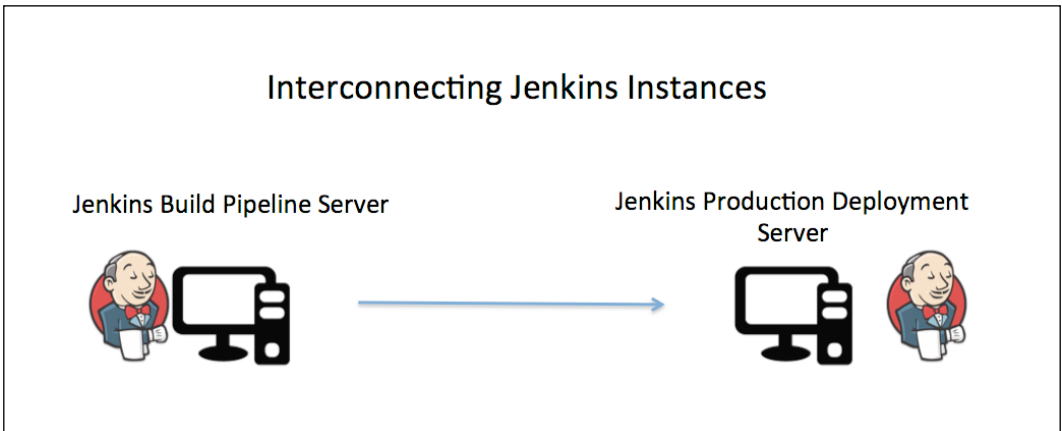 Interconnecting Jenkins Instances
Jenkins Build Pipeline Server
Jenkins Production Deployment
Server